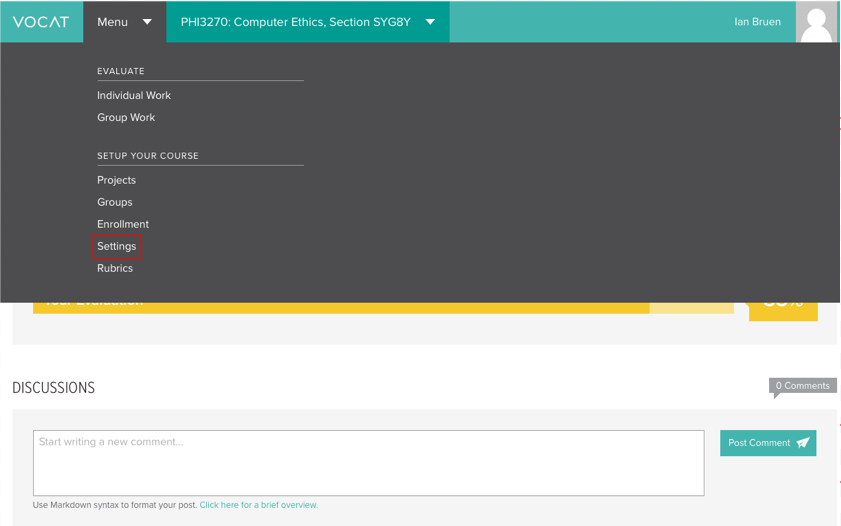 VOCAT
Menu
PHI3270: Computer Ethics, Section SYG8Y
Ian Bruen
EVALUATE
Individual Work
Group Work
SETUP YOUR COURSE
Projects
Groups
Enrollment
Settings
Rubrics
Your Evaluation
DISCUSSIONS
0 Comments
Start writing a new comment...
Post Comment
Use Markdown syntax to format your post. Click here for a brief overview.